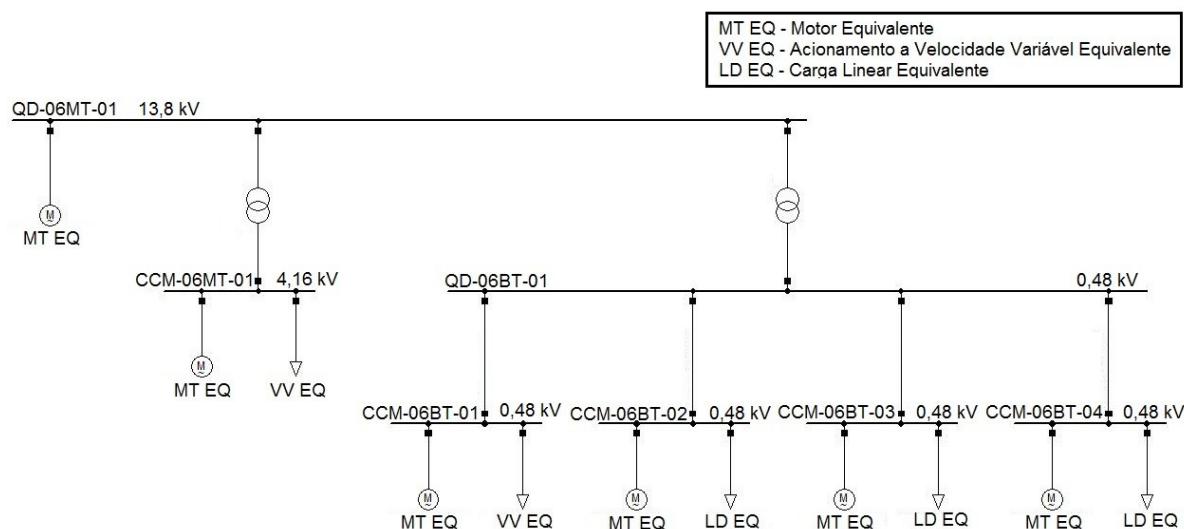 MT EQ - Motor Equivalente
VV EQ - Acionamento a Velocidade Variável Equivalente
LD EQ - Carga Linear Equivalente
QD-06MT-01 13,8 kV
M
MT EQ
CCM-06MT-01 4,16 kV
QD-06BT-01 0,48 kV
M
MT EQ VV EQ
CCM-06BT-01 0,48 kV CCM-06BT-02 0,48 kV CCM-06BT-03 0,48 kV CCM-06BT-04 0,48 kV
M M M M
MT EQ VV EQ MT EQ LD EQ MT EQ LD EQ MT EQ LD EQ